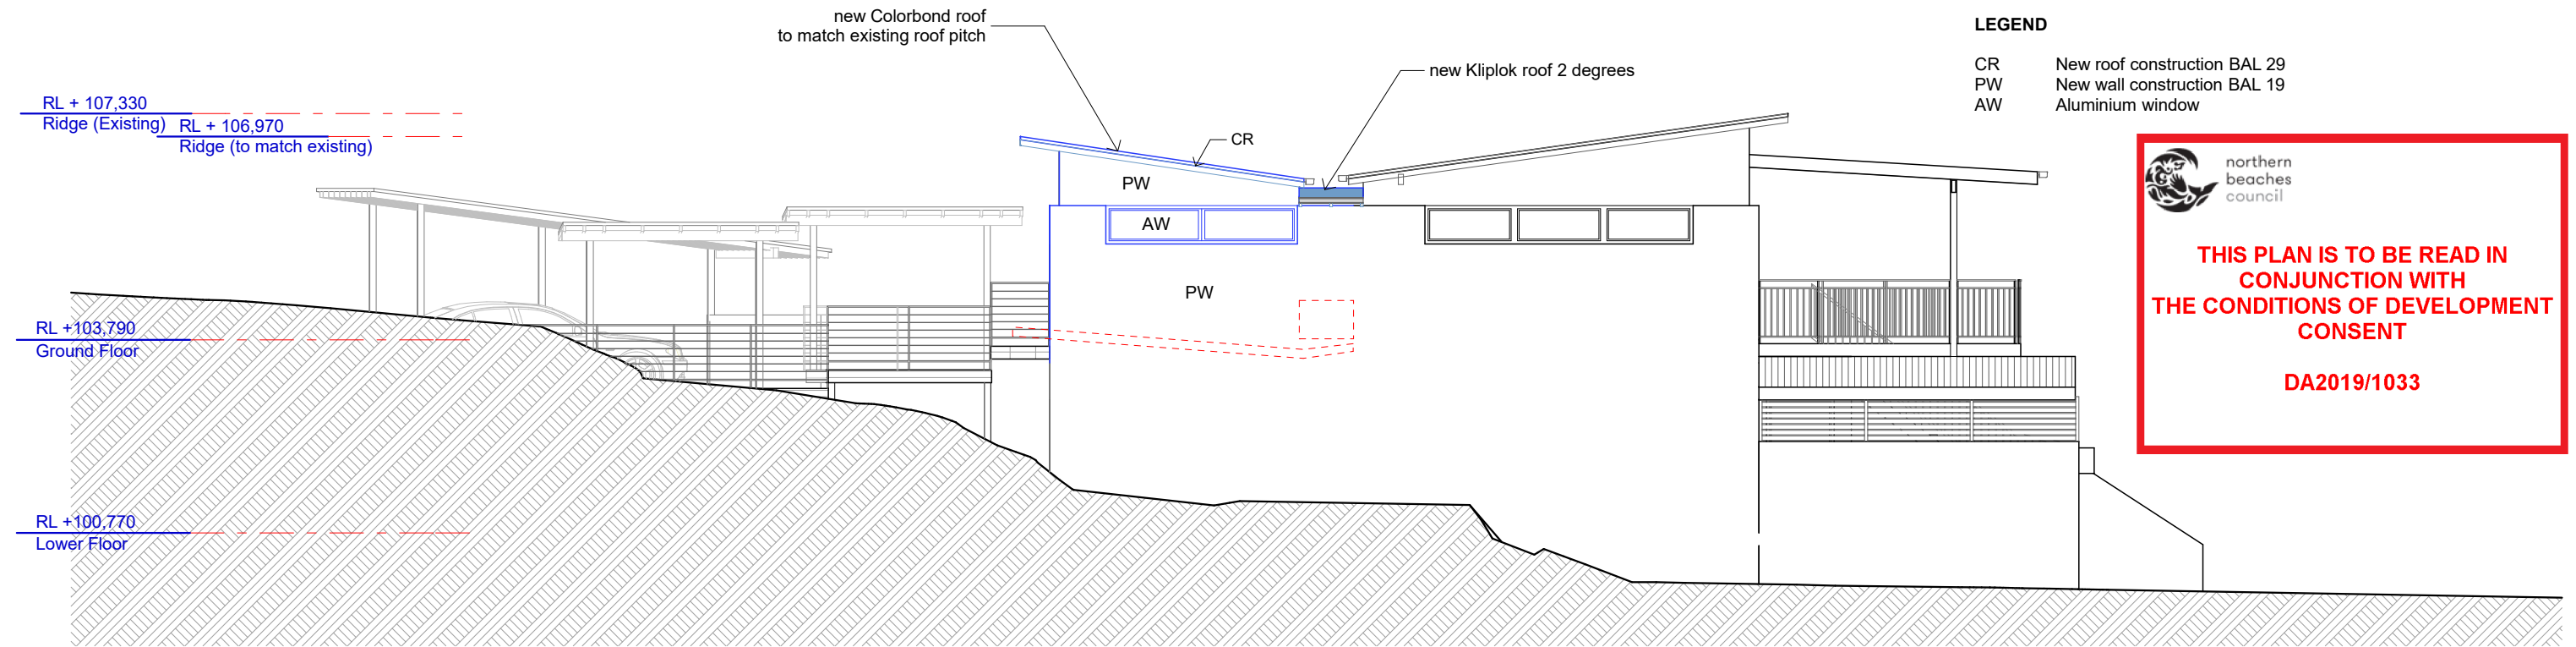 new Colorbond roof
to match existing roof pitch
new Kliplok roof 2 degrees
LEGEND
CR New roof construction BAL 29
PW New wall construction BAL 19
AW Aluminium window
RL + 107,330
Ridge (Existing)
RL + 106,970
Ridge (to match existing)
CR
PW
AW
PW
RL +103,790
Ground Floor
RL +100,770
Lower Floor
northern
beaches
council
THIS PLAN IS TO BE READ IN
CONJUNCTION WITH
THE CONDITIONS OF DEVELOPMENT
CONSENT
DA2019/1033